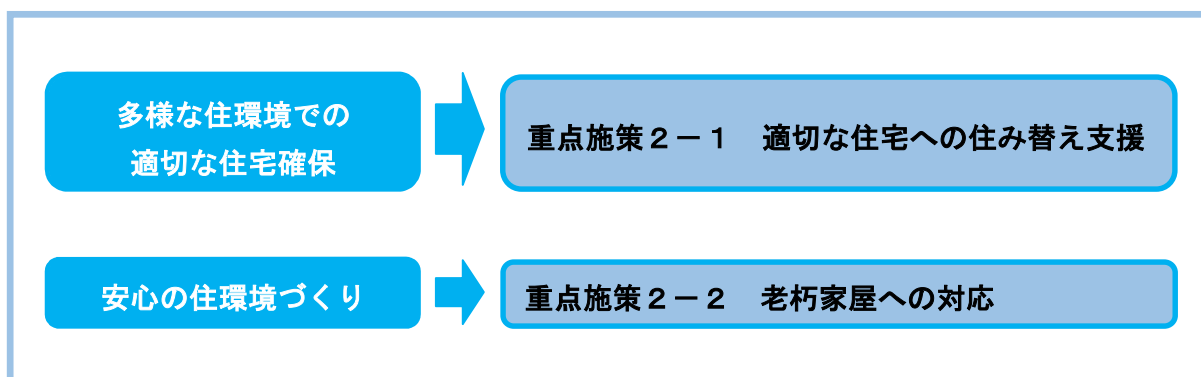 多様な住環境での
適切な住宅確保
重点施策２－１　適切な住宅への住み替え支援
安心の住環境づくり
重点施策２－２　老朽家屋への対応